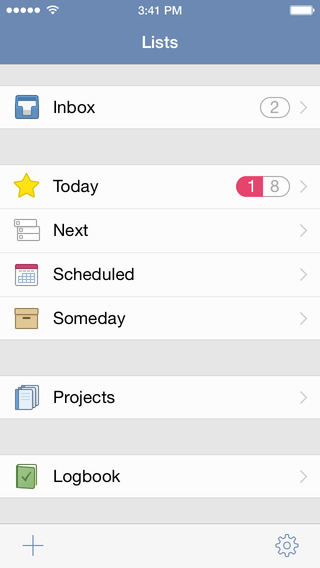 3:41 PM
Lists
Inbox 2
Today 1 8
Next
Scheduled
Someday
Projects
Logbook